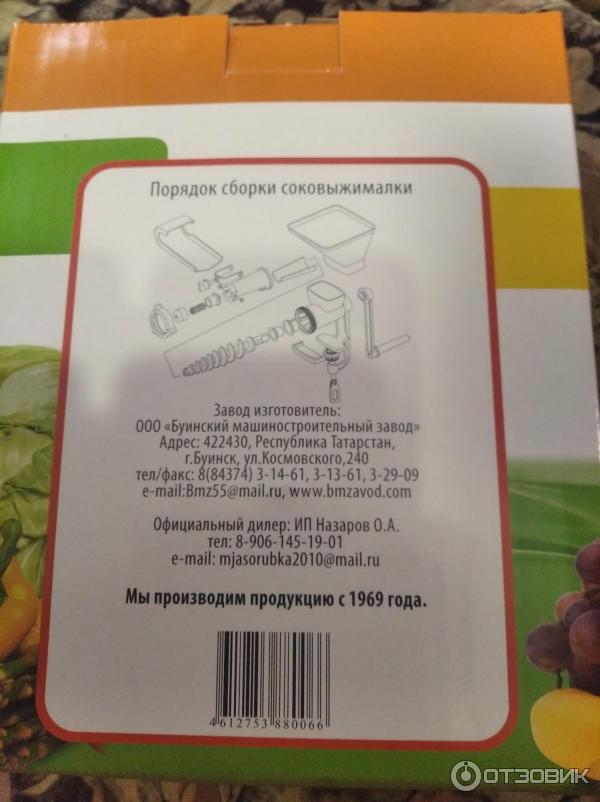 Порядок сборки соковыжималки
Завод изготовитель:
ООО «Буинский машиностроительный завод»
Адрес: 422430, Республика Татарстан,
г.Буинск, ул.Космовского,240
тел/факс: 8(84374) 3-14-61, 3-13-61, 3-29-09
e-mail:Bmz55@mail.ru, www.bmzavod.com
Официальный дилер: ИП Назаров О.А.
тел: 8-906-145-19-01
e-mail: mjasorubka2010@mail.ru
Мы производим продукцию с 1969 года.
4612753 880066
ОТЗОВИК